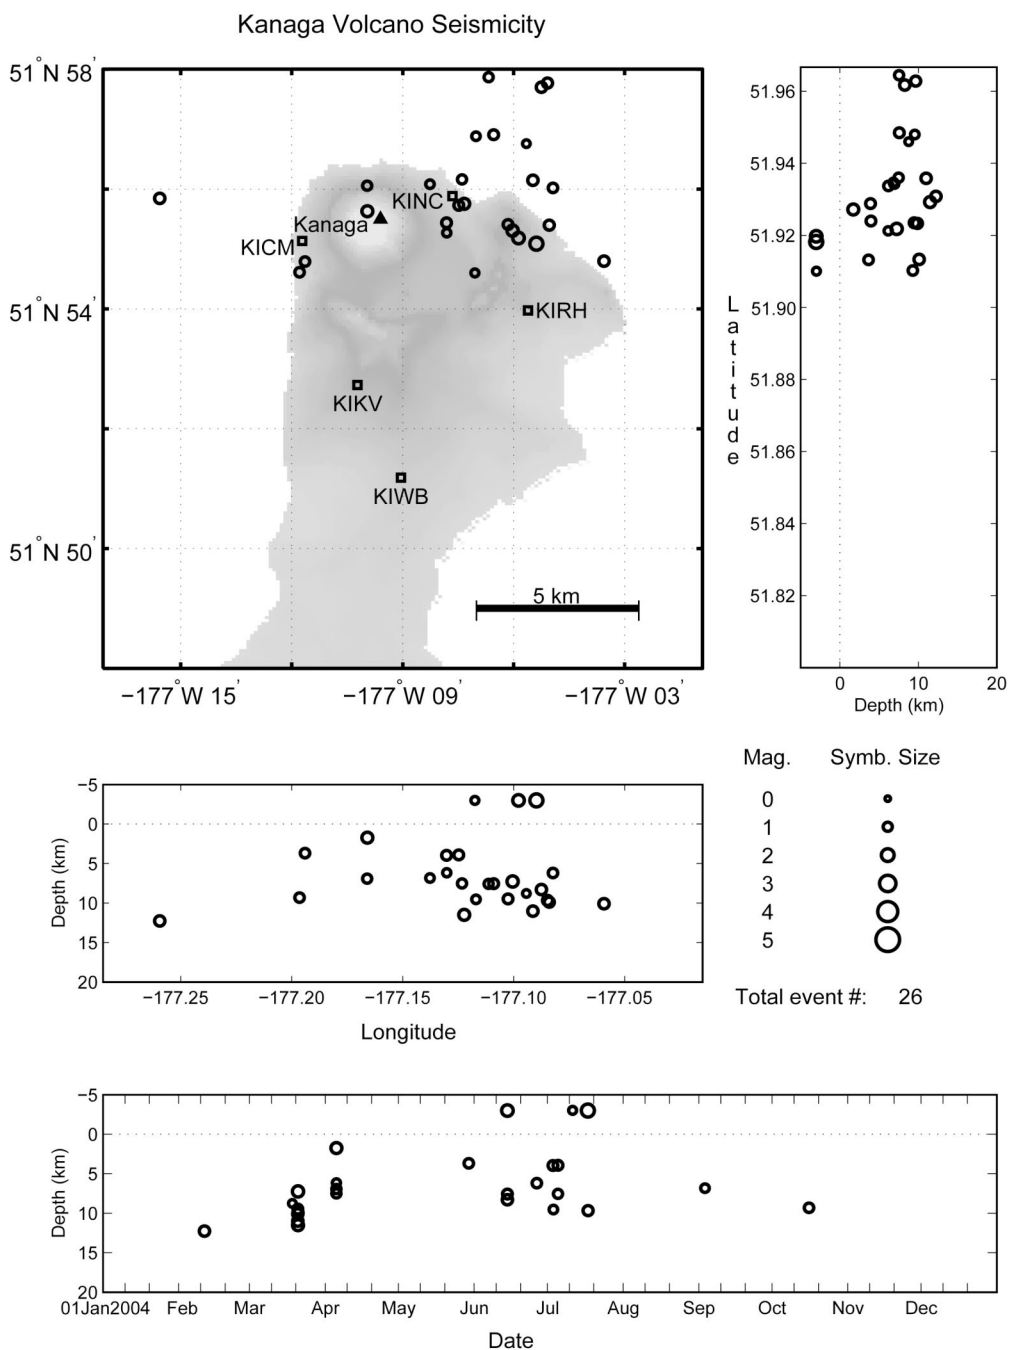 Kanaga Volcano Seismicity
51°N 58'
51°N 54'
51°N 50'
KINC
Kanaga
KICM
KIRH
KIKV
KIWB
5 km
−177°W 15'
−177°W 09'
−177°W 03'
Latitude
51.96
51.94
51.92
51.90
51.88
51.86
51.84
51.82
0 10 20
Depth (km)
Mag. Symb. Size
0
1
2
3
4
5
Total event #: 26
Depth (km)
−5
0
5
10
15
20
−177.25 −177.20 −177.15 −177.10 −177.05
Longitude
Depth (km)
−5
0
5
10
15
20
01Jan2004 Feb Mar Apr May Jun Jul Aug Sep Oct Nov Dec
Date